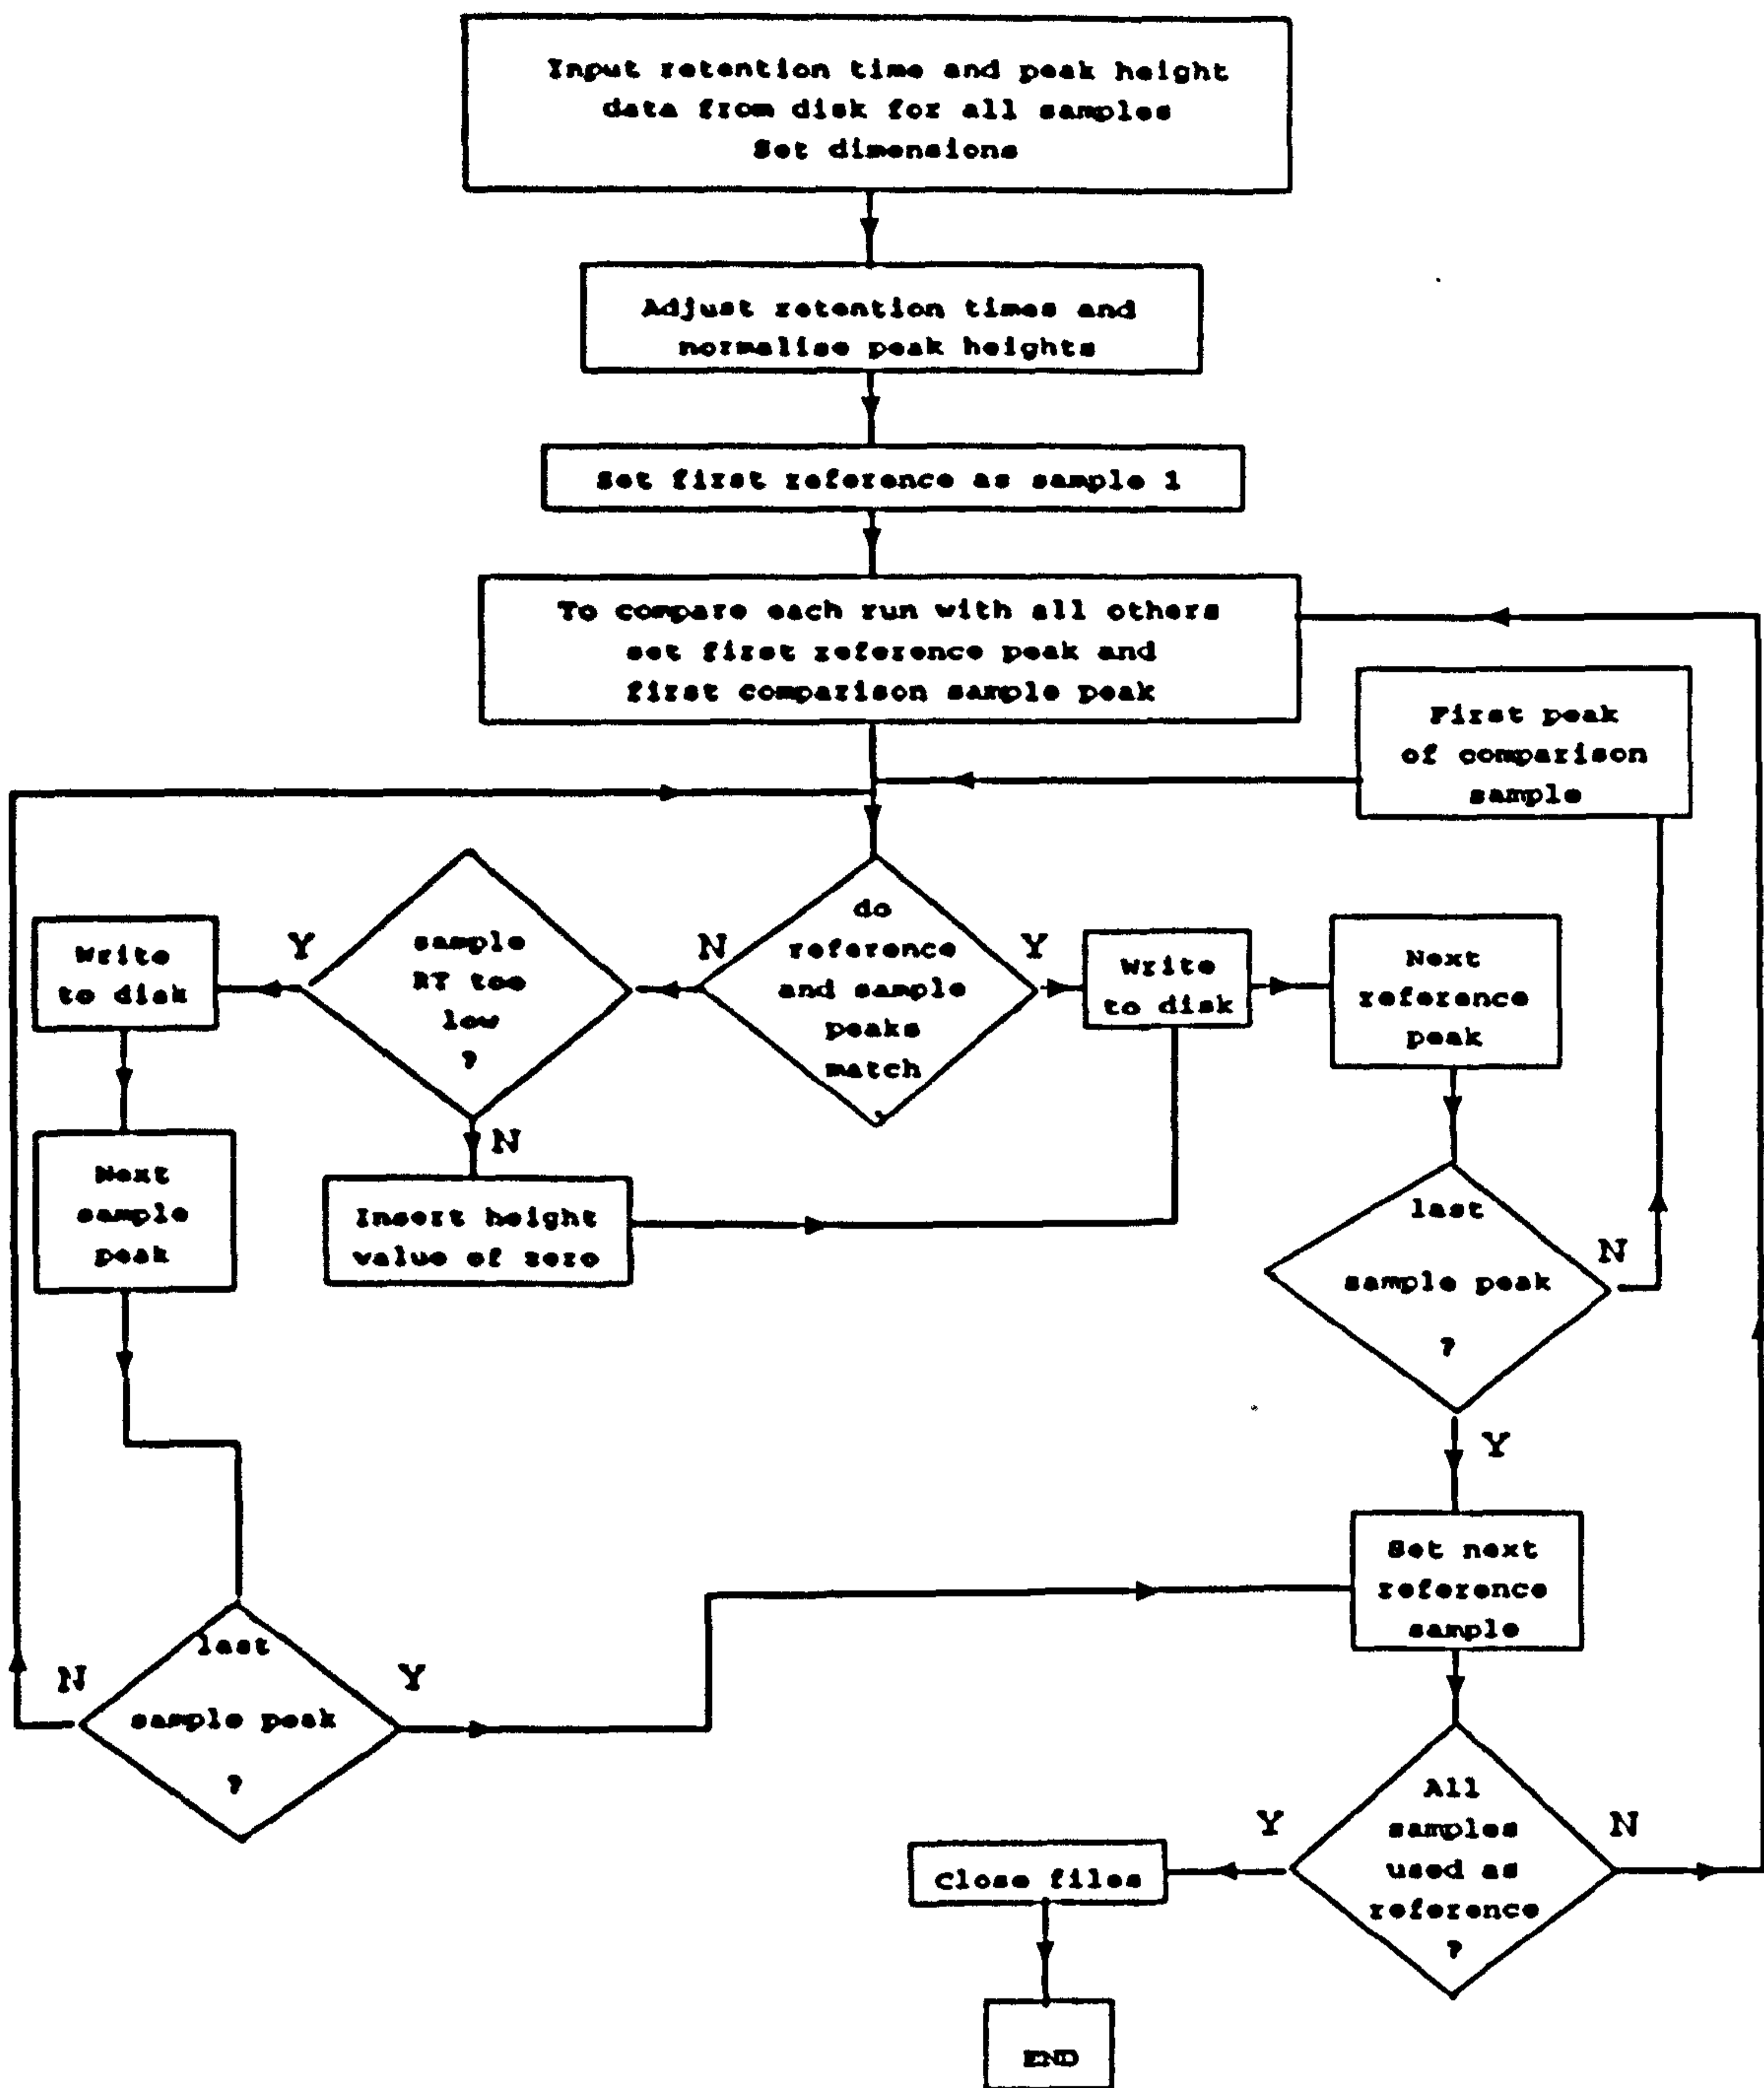 Input retention time and peak height
data from disk for all samples
Set dimensions
Adjust retention times and
normalise peak heights
Set first reference as sample 1
To compare each run with all others
set first reference peak and
first comparison sample peak
First peak
of comparison
sample
do
reference
and sample
peaks
match
?
N
Y
sample
RT too
low
?
Y
N
Write
to disk
Next
sample
peak
Insert height
value of zero
Write
to disk
Next
reference
peak
last
sample peak
?
N
Y
Set next
reference
sample
last
sample peak
?
N
Y
All
samples
used as
reference
?
Y
N
Close files
END